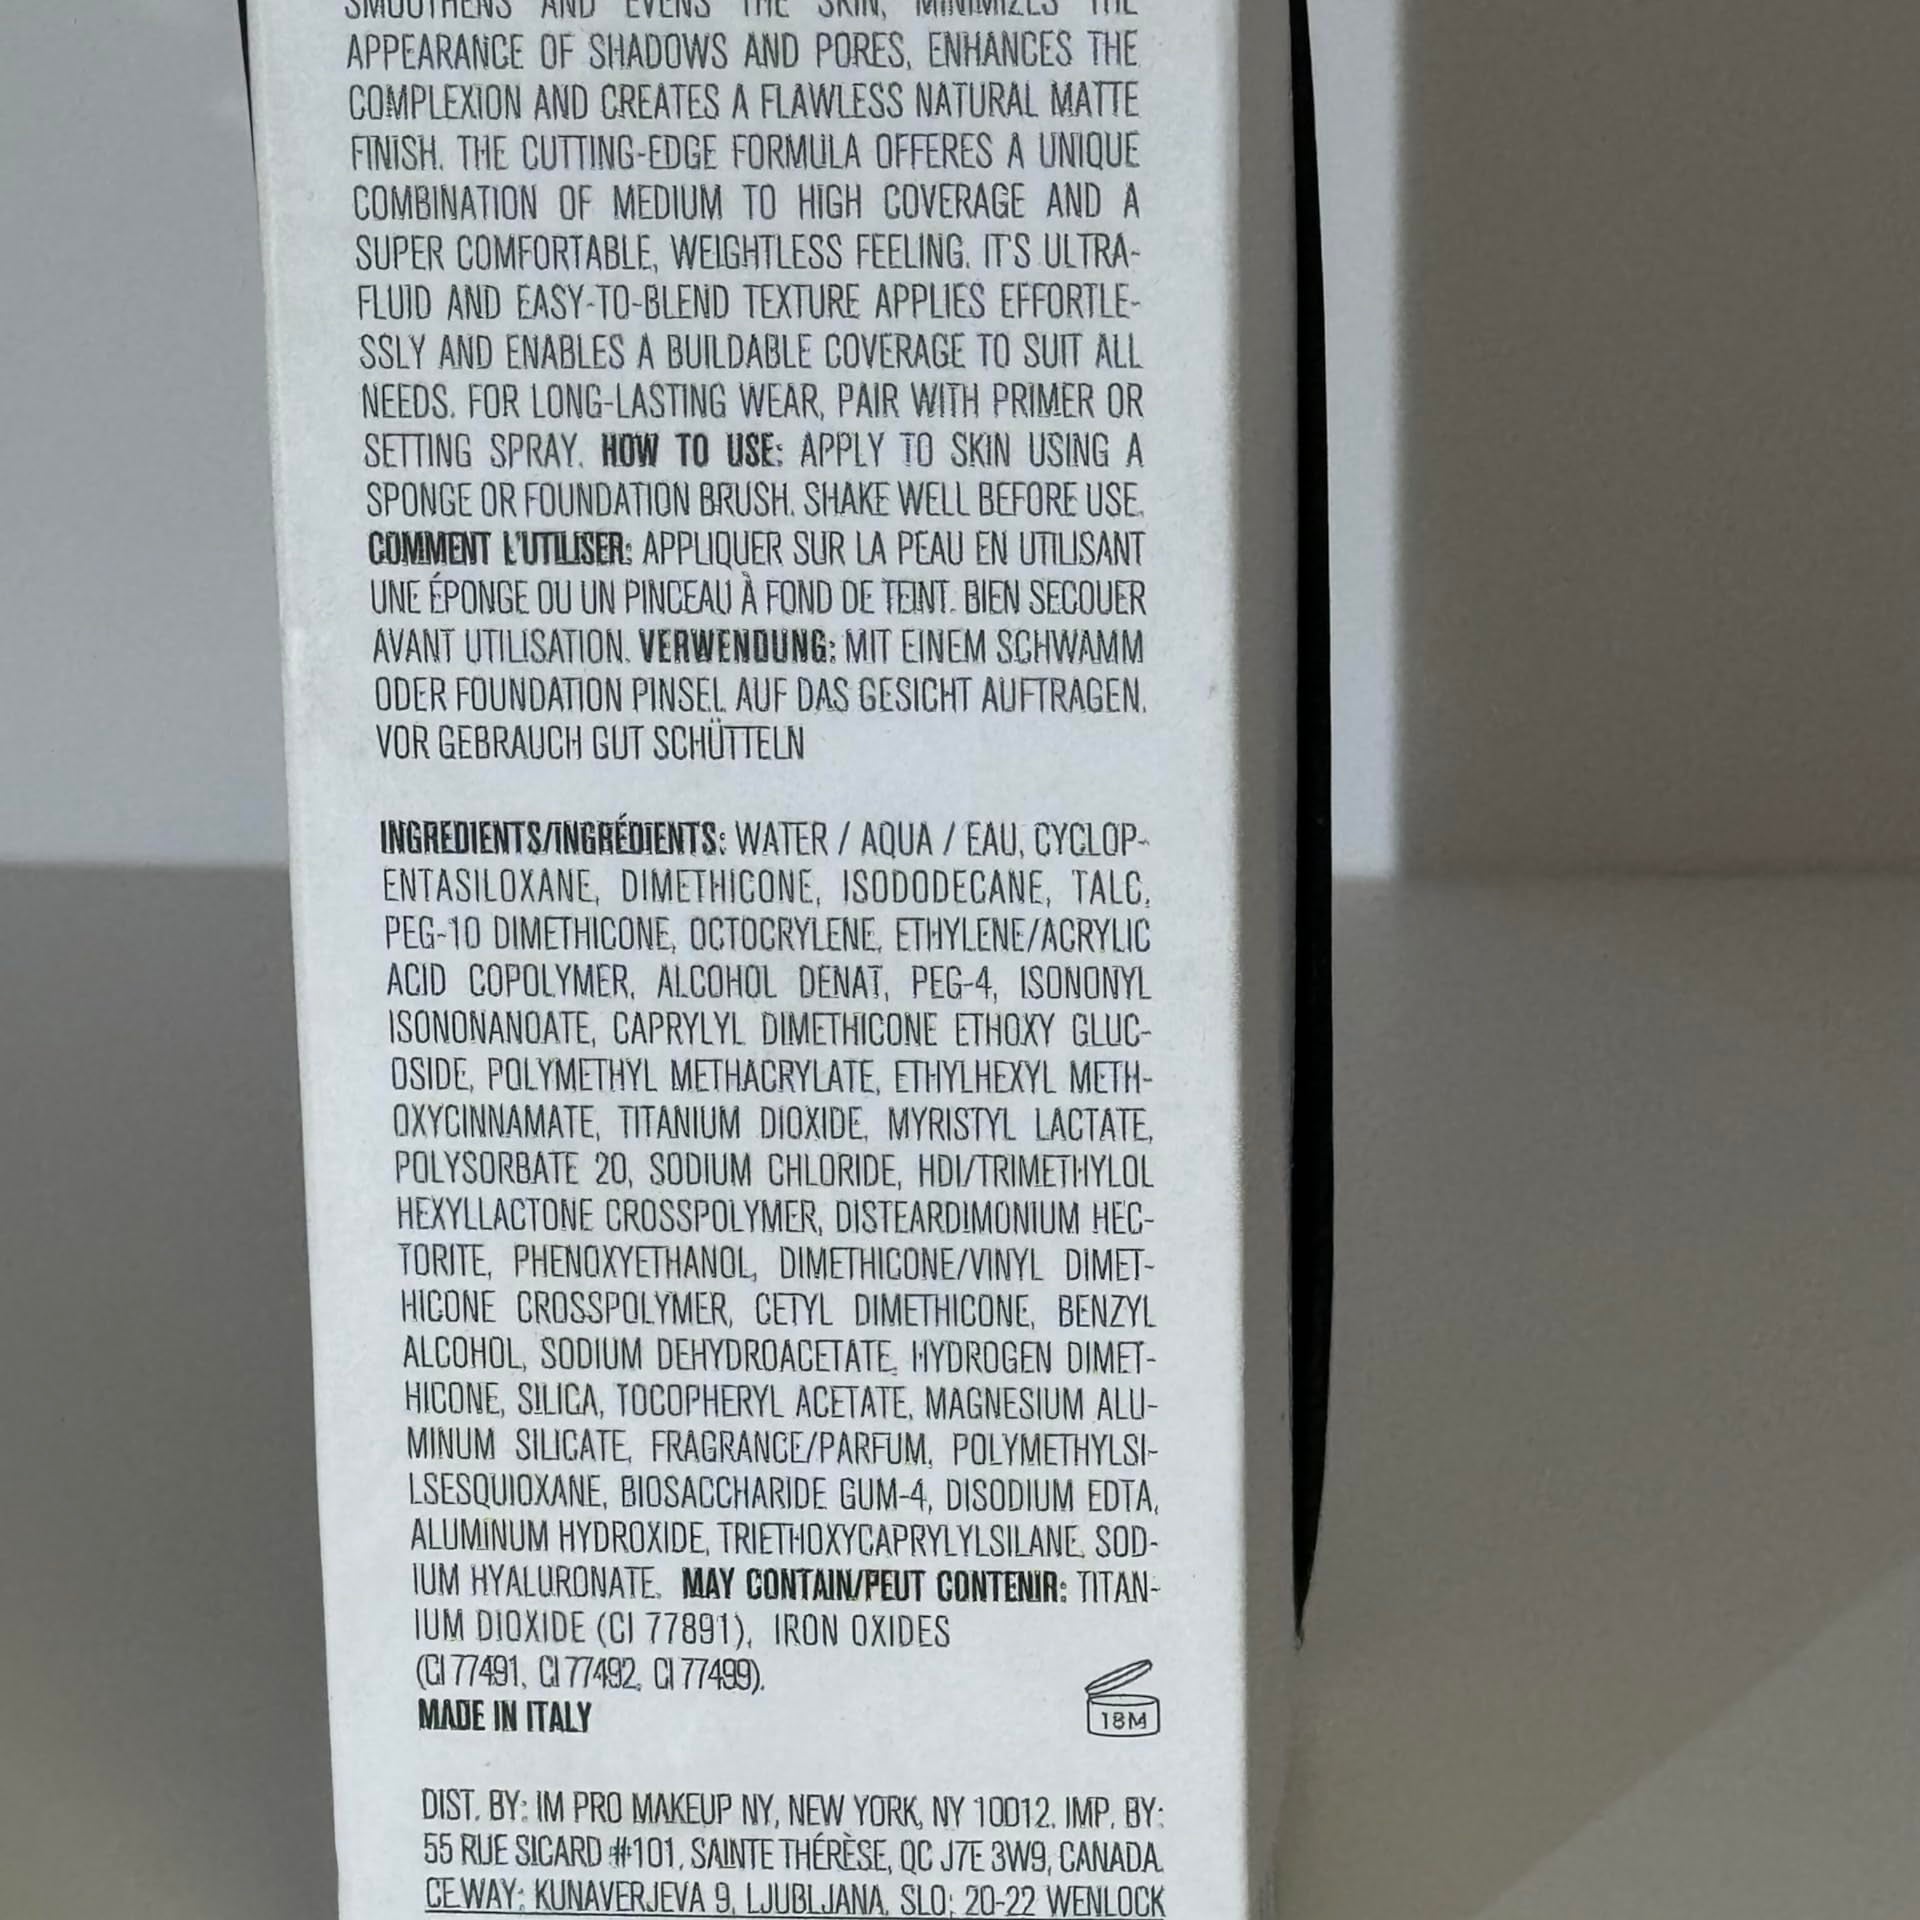 SMOOTHENS AND EVENS THE SKIN, MINIMIZES THE
APPEARANCE OF SHADOWS AND PORES, ENHANCES THE
COMPLEXION AND CREATES A FLAWLESS NATURAL MATTE
FINISH. THE CUTTING-EDGE FORMULA OFFERES A UNIQUE
COMBINATION OF MEDIUM TO HIGH COVERAGE AND A
SUPER COMFORTABLE, WEIGHTLESS FEELING. IT'S ULTRA-
FLUID AND EASY-TO-BLEND TEXTURE APPLIES EFFORTLE-
SSLY AND ENABLES A BUILDABLE COVERAGE TO SUIT ALL
NEEDS. FOR LONG-LASTING WEAR, PAIR WITH PRIMER OR
SETTING SPRAY. HOW TO USE: APPLY TO SKIN USING A
SPONGE OR FOUNDATION BRUSH. SHAKE WELL BEFORE USE.
COMMENT L'UTILISER: APPLIQUER SUR LA PEAU EN UTILISANT
UNE ÉPONGE OU UN PINCEAU À FOND DE TEINT. BIEN SECOUER
AVANT UTILISATION. VERWENDUNG: MIT EINEM SCHWAMM
ODER FOUNDATION PINSEL AUF DAS GESICHT AUFTRAGEN.
VOR GEBRAUCH GUT SCHÜTTELN
INGREDIENTS/INGRÉDIENTS: WATER / AQUA / EAU, CYCLOP-
ENTASILOXANE, DIMETHICONE, ISODODECANE, TALC,
PEG-10 DIMETHICONE, OCTOCRYLENE, ETHYLENE/ACRYLIC
ACID COPOLYMER, ALCOHOL DENAT, PEG-4, ISONONYL
ISONONANOATE, CAPRYLYL DIMETHICONE ETHOXY GLUC-
OSIDE, POLYMETHYL METHACRYLATE, ETHYLHEXYL METH-
OXYCINNAMATE, TITANIUM DIOXIDE, MYRISTYL LACTATE,
POLYSORBATE 20, SODIUM CHLORIDE, HDI/TRIMETHYLOL
HEXYLLACTONE CROSSPOLYMER, DISTEARDIMONIUM HEC-
TORITE, PHENOXYETHANOL, DIMETHICONE/VINYL DIMET-
HICONE CROSSPOLYMER, CETYL DIMETHICONE, BENZYL
ALCOHOL, SODIUM DEHYDROACETATE, HYDROGEN DIMET-
HICONE, SILICA, TOCOPHERYL ACETATE, MAGNESIUM ALU-
MINUM SILICATE, FRAGRANCE/PARFUM, POLYMETHYLSI-
LSESQUIOXANE, BIOSACCHARIDE GUM-4, DISODIUM EDTA,
ALUMINUM HYDROXIDE, TRIETHOXYCAPRYLYLSILANE, SOD-
IUM HYALURONATE. MAY CONTAIN/PEUT CONTENIR: TITAN-
IUM DIOXIDE (CI 77891), IRON OXIDES
(CI 77491, CI 77492, CI 77499).
MADE IN ITALY
18M
DIST. BY: IM PRO MAKEUP NY, NEW YORK, NY 10012. IMP. BY:
55 RUE SICARD #101, SAINTE THÉRÈSE, QC J7E 3W9, CANADA.
CEWAY: KUNAVERJEVA 9, LJUBLJANA, SLO; 20-22 WENLOCK